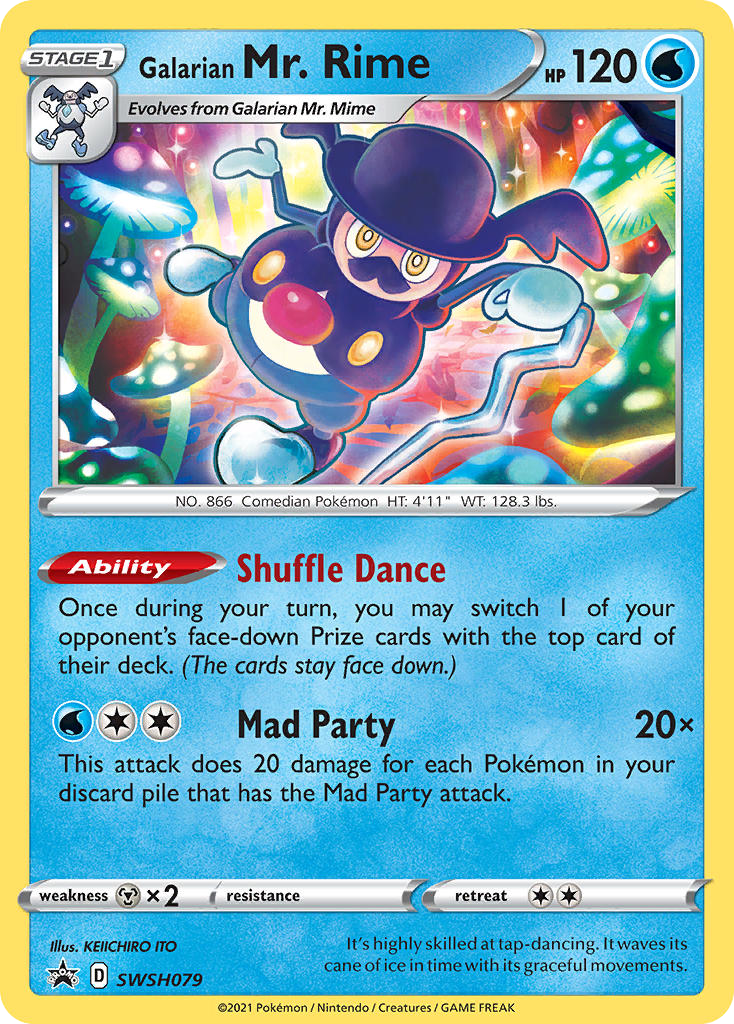 STAGE1
Galarian Mr. Rime
HP 120
Evolves from Galarian Mr. Mime
NO. 866 Comedian Pokémon HT: 4'11" WT: 128.3 lbs.
Ability Shuffle Dance
Once during your turn, you may switch 1 of your
opponent's face-down Prize cards with the top card of
their deck. (The cards stay face down.)
Mad Party 20×
This attack does 20 damage for each Pokémon in your
discard pile that has the Mad Party attack.
weakness ×2 resistance retreat
Illus. KEIICHIRO ITO
PROMO D SWSH079
It's highly skilled at tap-dancing. It waves its
cane of ice in time with its graceful movements.
©2021 Pokémon / Nintendo / Creatures / GAME FREAK